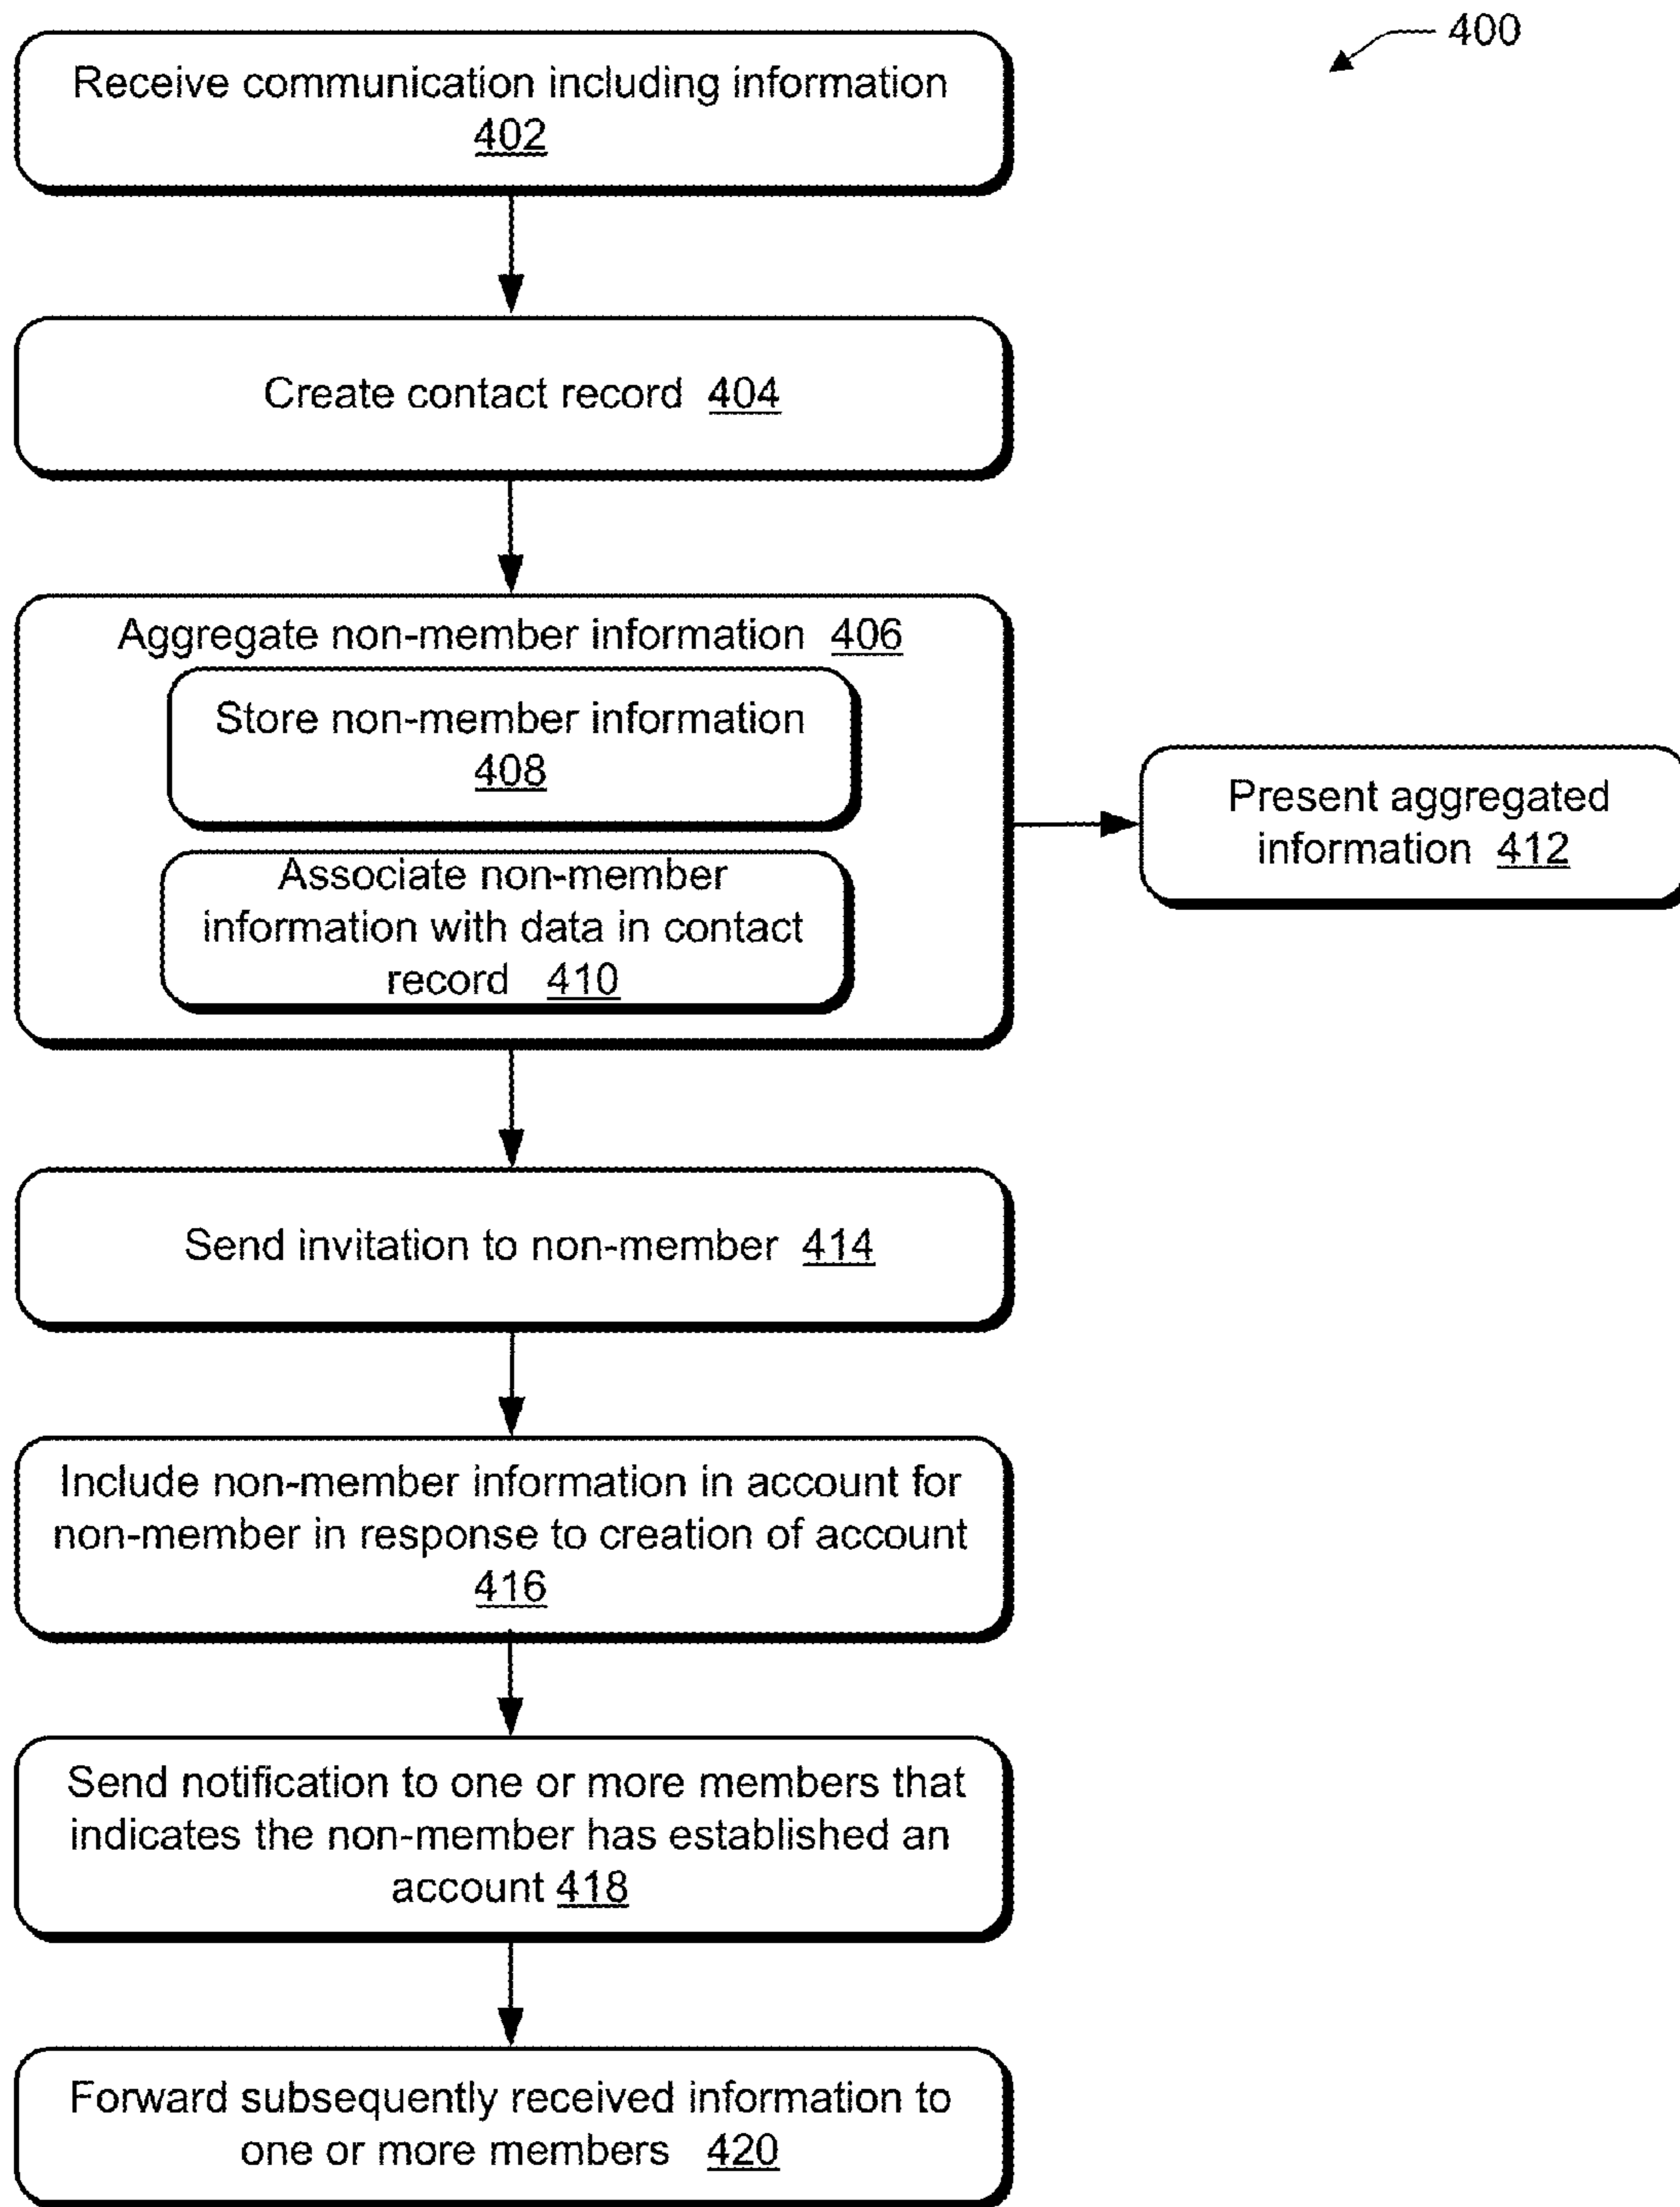 400
Receive communication including information
402
Create contact record 404
Aggregate non-member information 406
Store non-member information
408
Associate non-member
information with data in contact
record 410
Present aggregated
information 412
Send invitation to non-member 414
Include non-member information in account for
non-member in response to creation of account
416
Send notification to one or more members that
indicates the non-member has established an
account 418
Forward subsequently received information to
one or more members 420